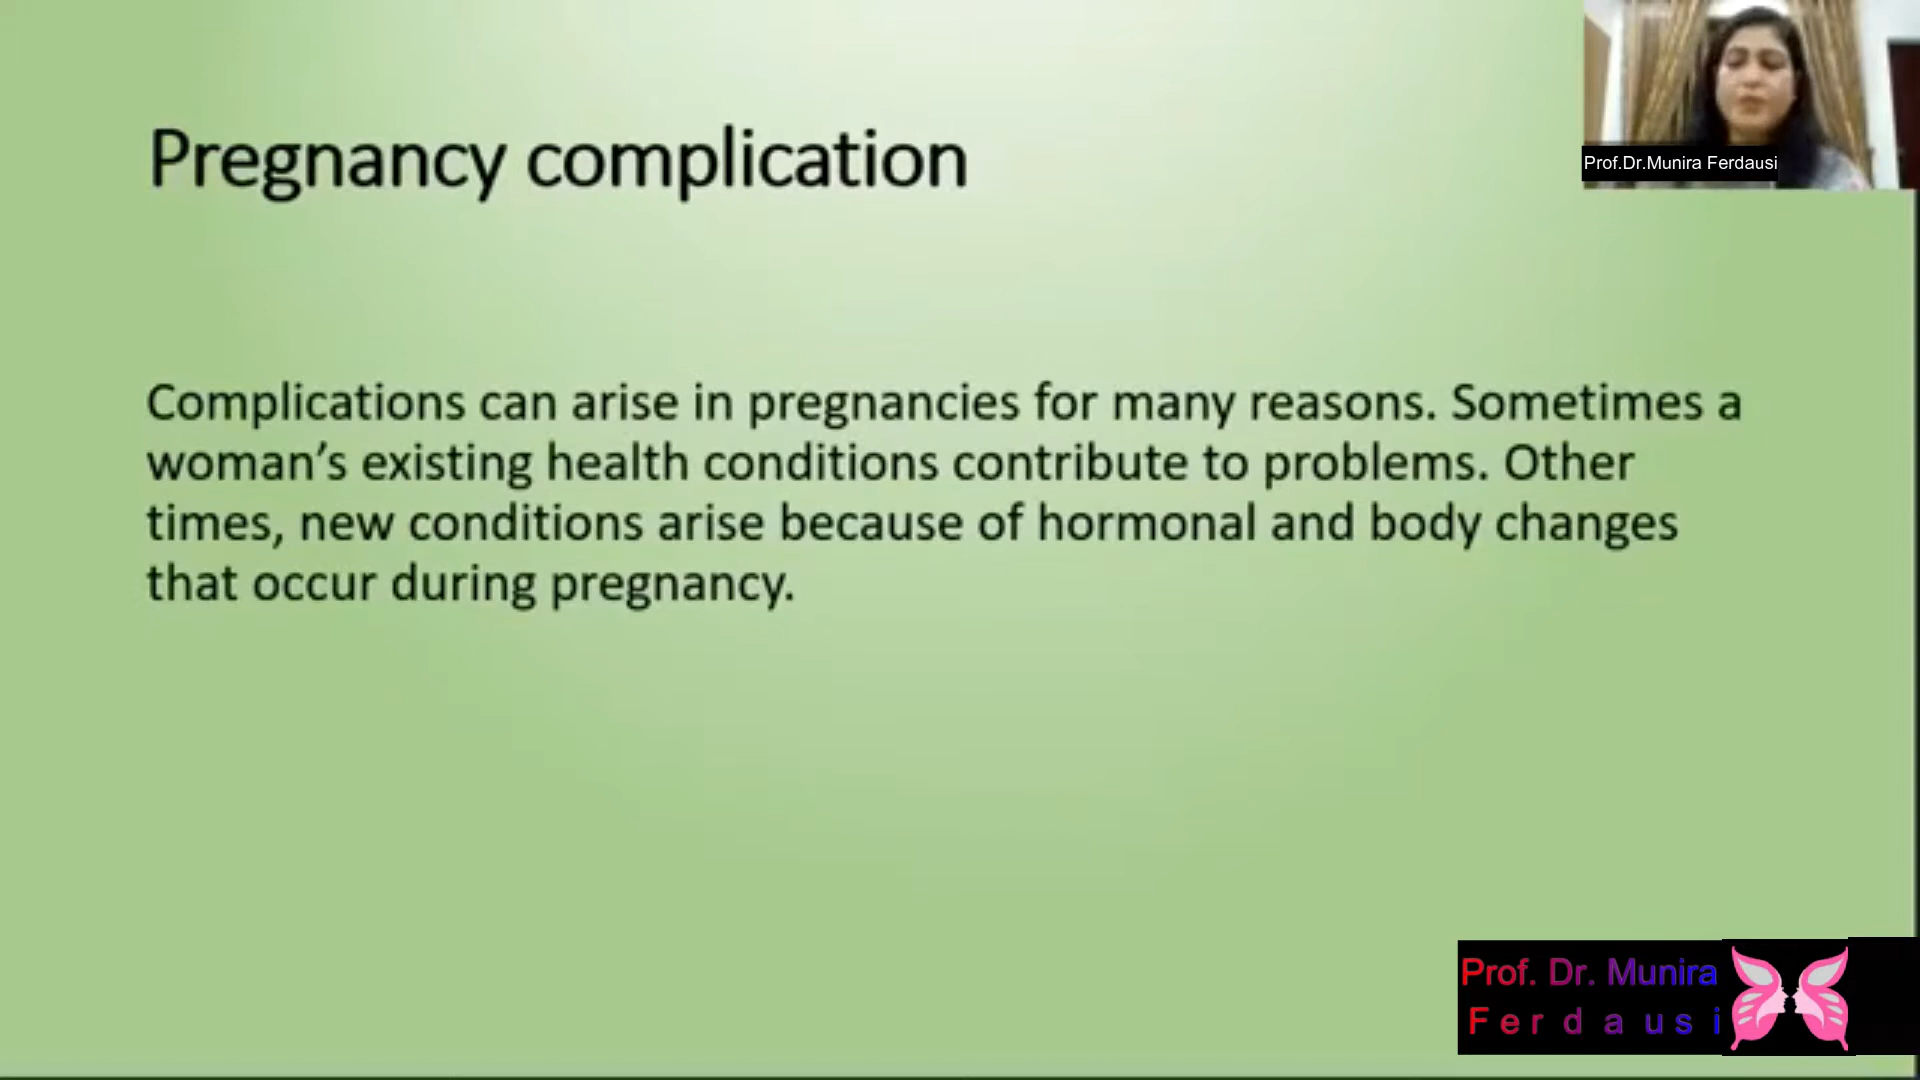 Pregnancy complication
Prof.Dr.Munira Ferdausi
Complications can arise in pregnancies for many reasons. Sometimes a
woman’s existing health conditions contribute to problems. Other
times, new conditions arise because of hormonal and body changes
that occur during pregnancy.
Prof. Dr. Munira
Ferdausi